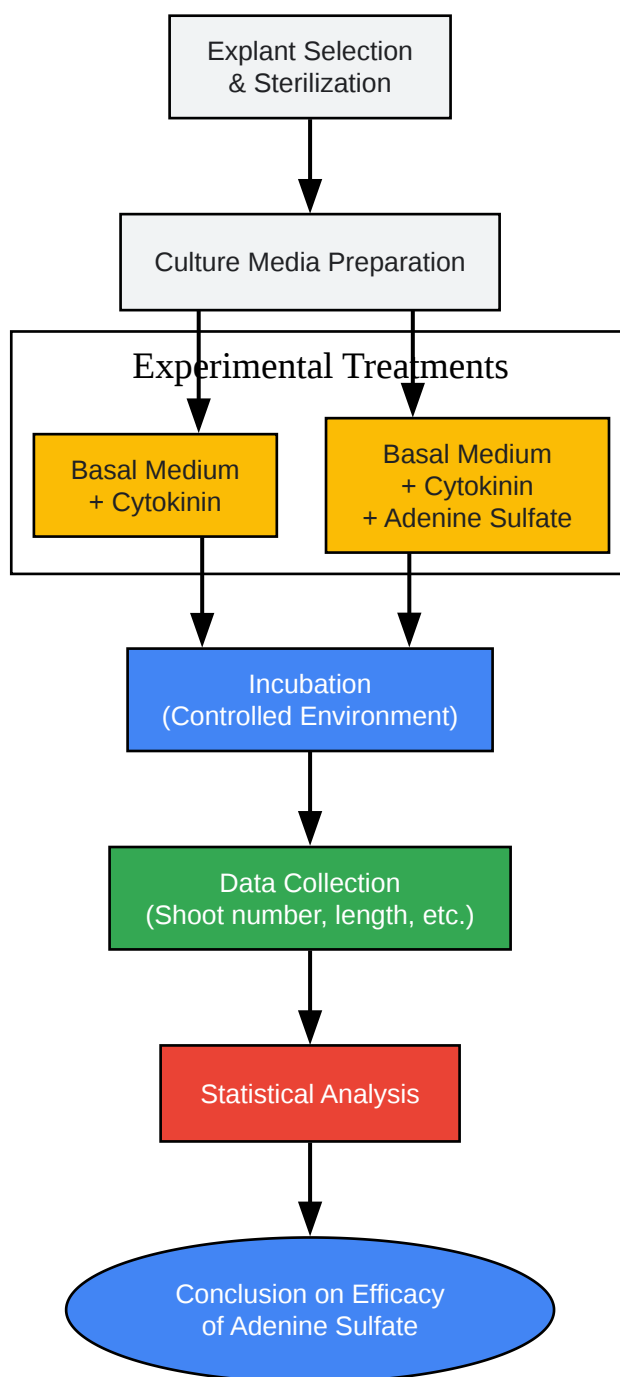 Explant Selection
& Sterilization
Culture Media Preparation
Experimental Treatments
Basal Medium
+ Cytokinin
Basal Medium
+ Cytokinin
+ Adenine Sulfate
Incubation
(Controlled Environment)
Data Collection
(Shoot number, length, etc.)
Statistical Analysis
Conclusion on Efficacy
of Adenine Sulfate